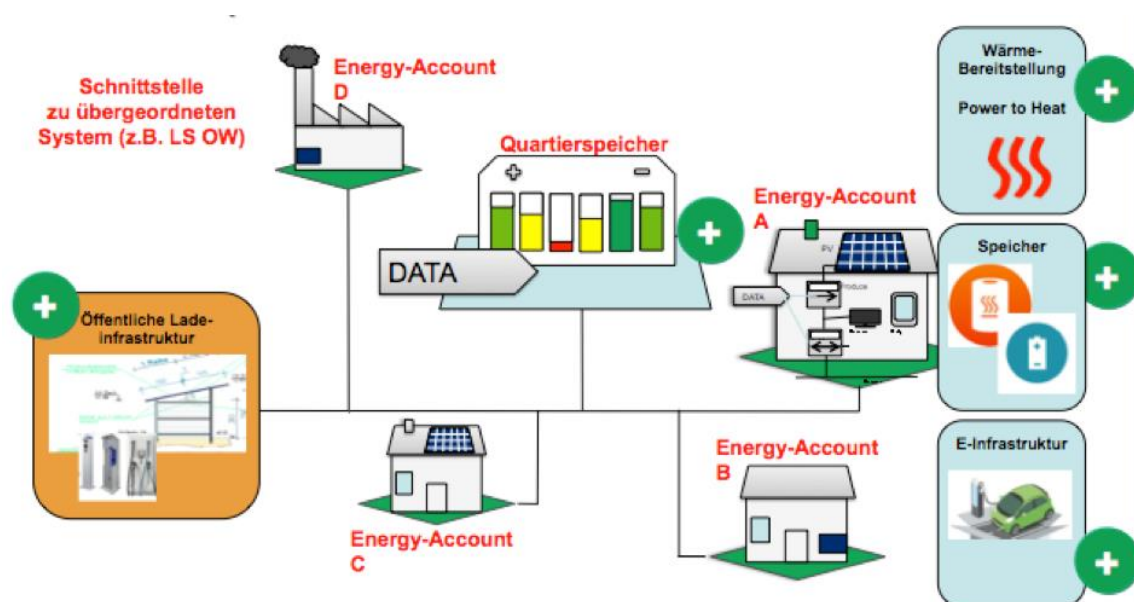 Schnittstelle
zu übergeordneten
System (z.B. LS OW)
Energy-Account
D
Quartierspeicher
DATA
Energy-Account
A
PV
Produce
DATA
Wärme-
Bereitstellung
Power to Heat
Speicher
E-Infrastruktur
Öffentliche Lade-
infrastruktur
Energy-Account
C
Energy-Account
B